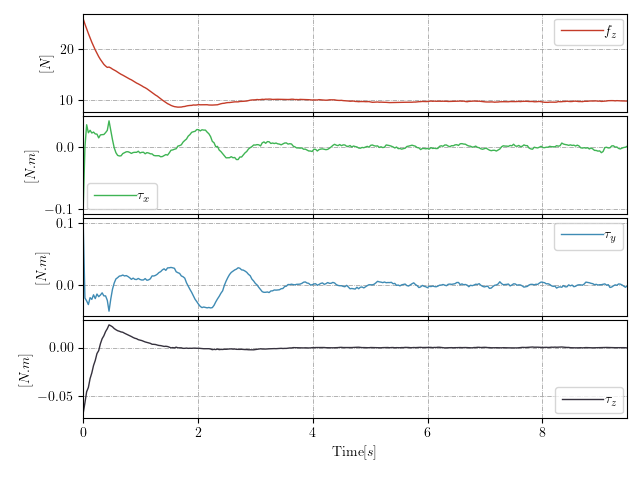 [N]
20
10
f_z
[N.m]
0.0
−0.1
τ_x
[N.m]
0.1
0.0
τ_y
[N.m]
0.00
−0.05
τ_z
0 2 4 6 8
Time[s]